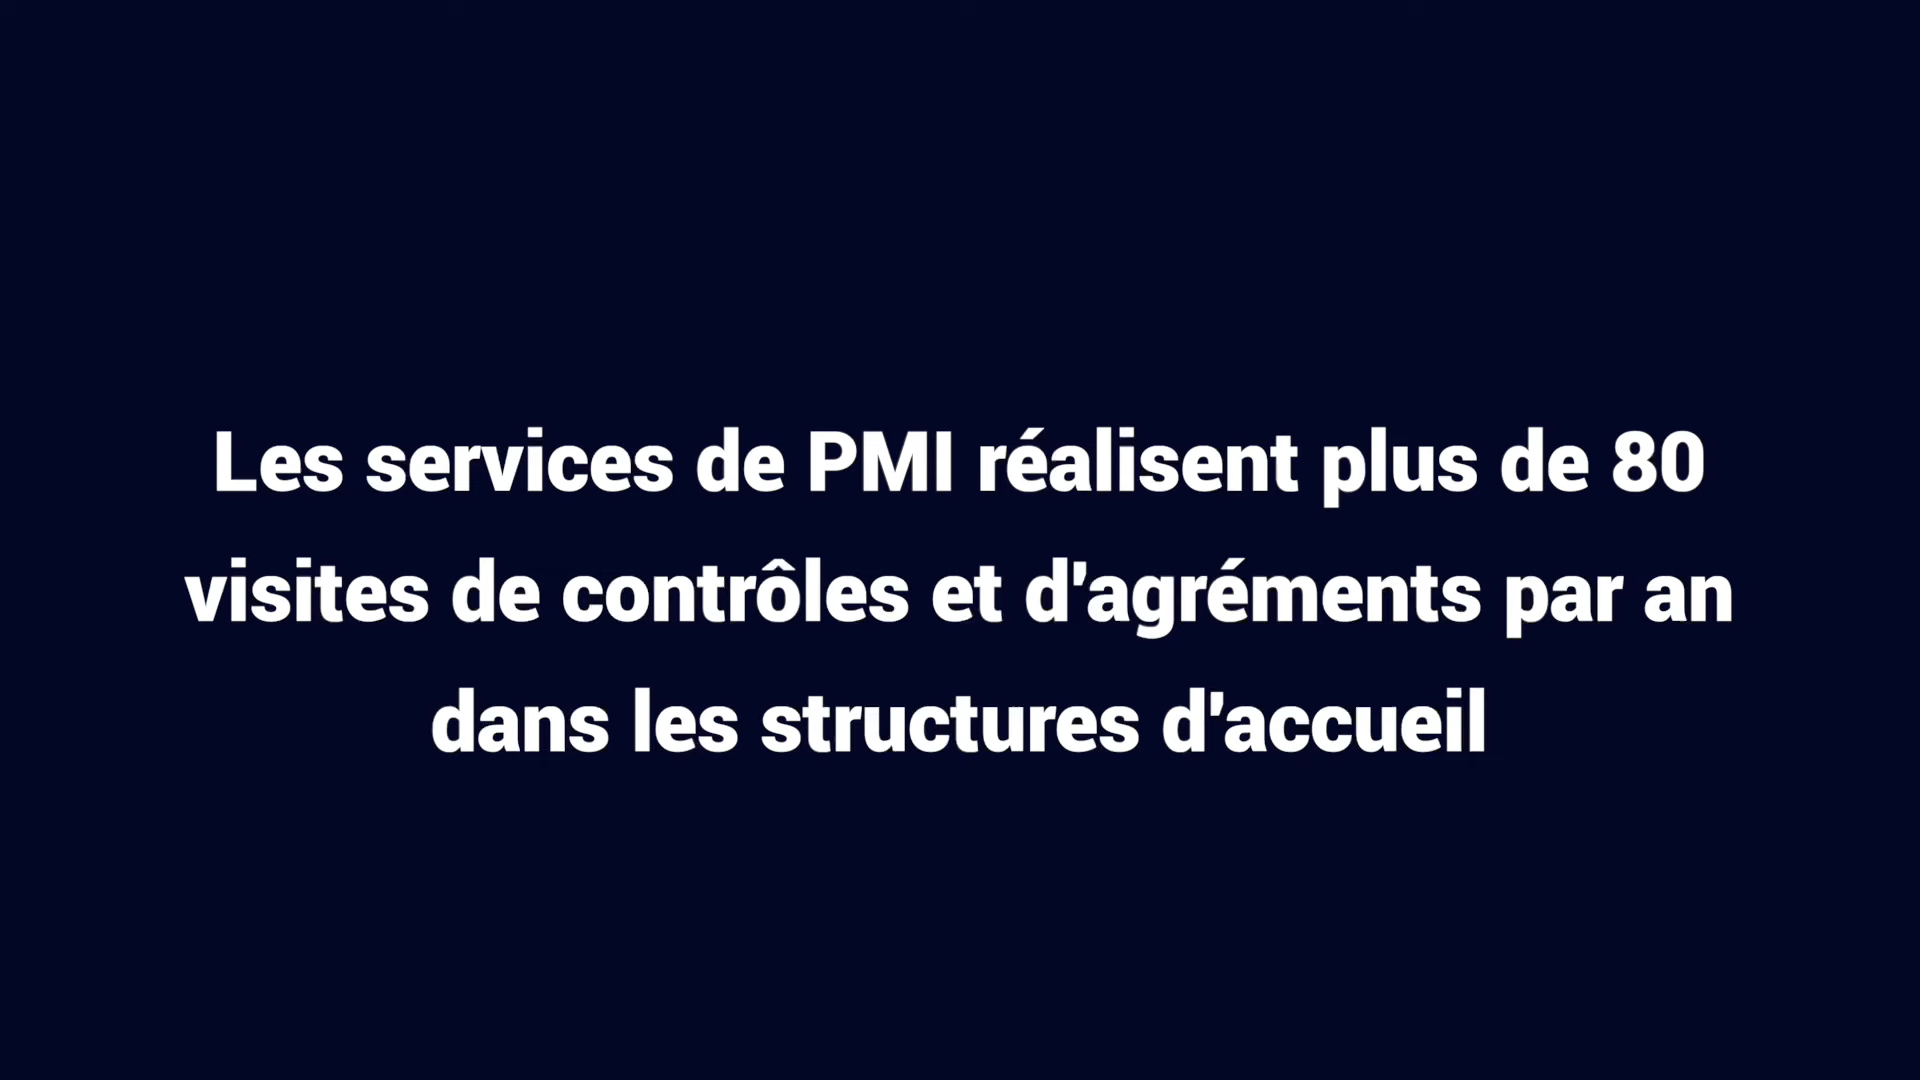 Les services de PMI réalisent plus de 80
visites de contrôles et d'agréments par an
dans les structures d'accueil